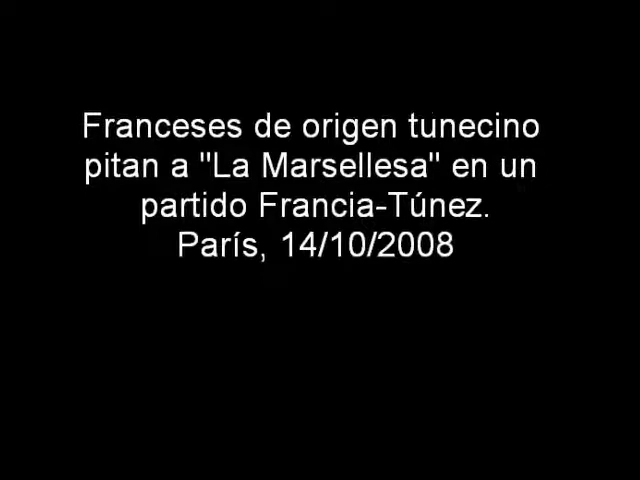 Franceses de origen tunecino
pitan a "La Marsellesa" en un
partido Francia-Túnez.
París, 14/10/2008